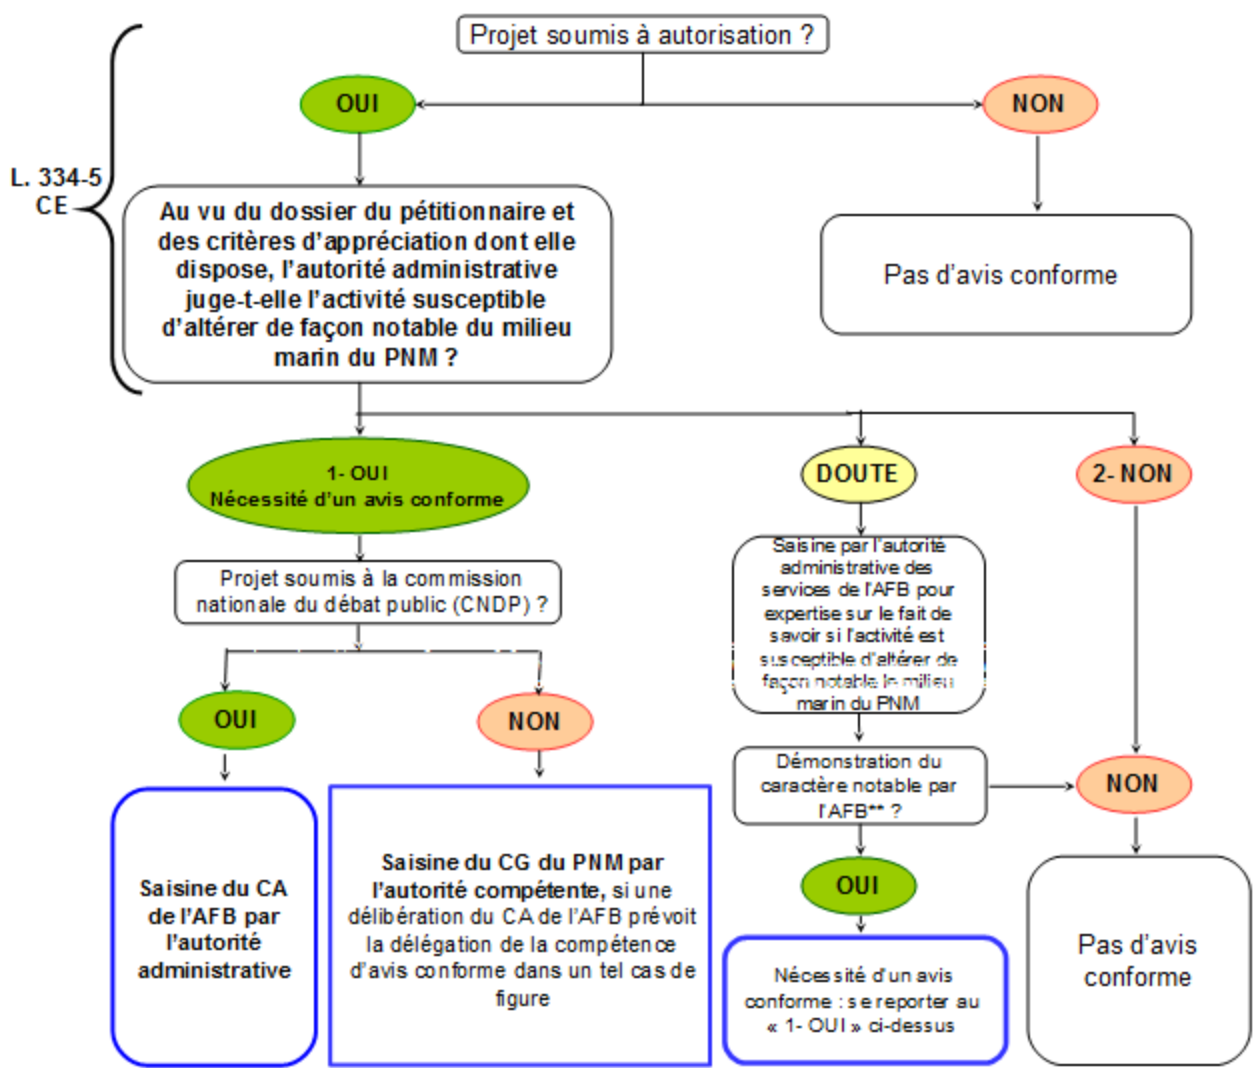 Projet soumis à autorisation ?
OUI
NON
L. 334-5
CE
Au vu du dossier du pétitionnaire et
des critères d'appréciation dont elle
dispose, l'autorité administrative
juge-t-elle l'activité susceptible
d'altérer de façon notable du milieu
marin du PNM ?
Pas d'avis conforme
1- OUI
Nécessité d'un avis conforme
DOUTE
2- NON
Projet soumis à la commission
nationale du débat public (CNDP) ?
Saisine par l'autorité
administrative des
services de l'AFB pour
expertise sur le fait de
savoir si l'activité est
susceptible d'altérer de
façon notable le milieu
marin du PNM
OUI
NON
Démonstration du
caractère notable par
l'AFB** ?
NON
Saisine du CA
de l'AFB par
l'autorité
administrative
Saisine du CG du PNM par
l'autorité compétente, si une
délibération du CA de l'AFB prévoit
la délégation de la compétence
d'avis conforme dans un tel cas de
figure
OUI
Nécessité d'un avis
conforme : se reporter au
« 1- OUI » ci-dessus
Pas d'avis
conforme